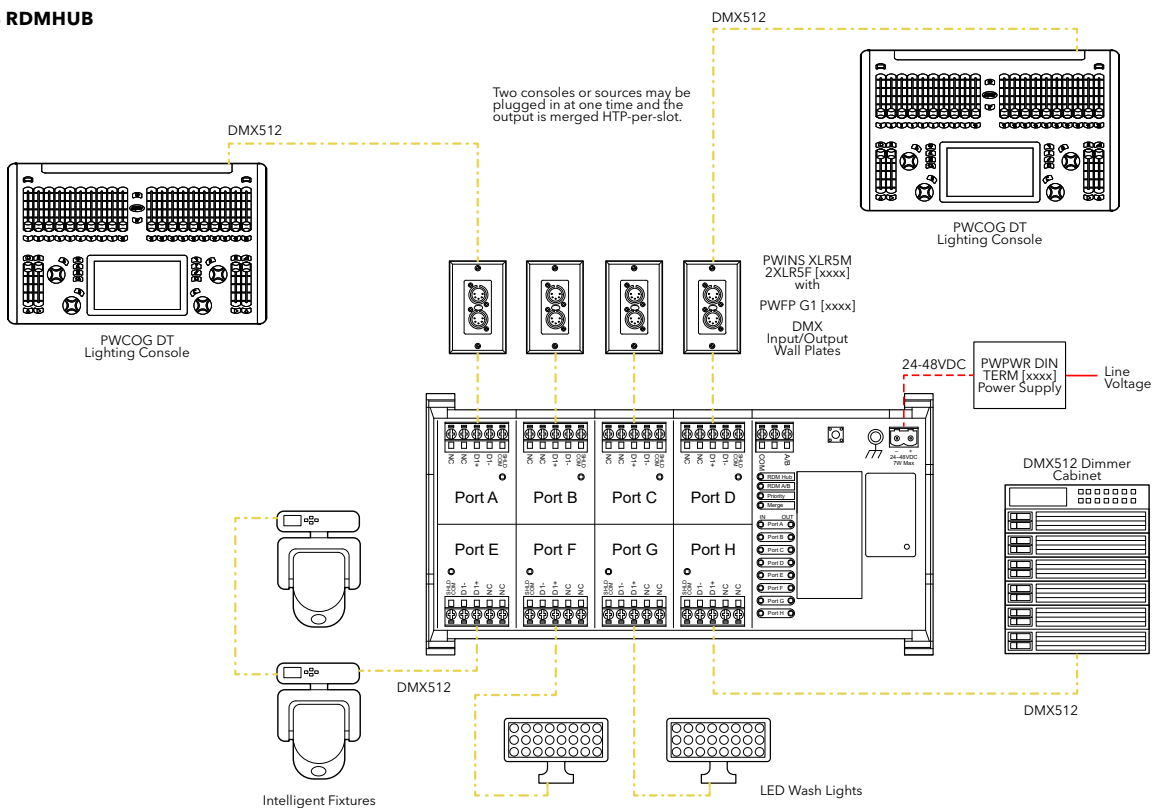 RDMHUB
DMX512
Two consoles or sources may be
plugged in at one time and the
output is merged HTP-per-slot.
DMX512
PWCOG DT
Lighting Console
PWCOG DT
Lighting Console
PWINS XLR5M
2XLR5F [xxxx]
with
PWFP G1 [xxxx]
DMX
Input/Output
Wall Plates
24-48VDC
PWPWR DIN
TERM [xxxx]
Power Supply
Line
Voltage
NC NC D1+ D1- SHLD COM
NC NC D1+ D1- SHLD COM
NC NC D1+ D1- SHLD COM
NC NC D1+ D1- SHLD COM
COM A/B
- +
24-48VDC
7W Max
Port A Port B Port C Port D
RDM Hub
RDM A/B
Priority
Merge
IN OUT
Port A
Port B
Port C
Port D
Port E
Port F
Port G
Port H
Port E Port F Port G Port H
SHLD COM D1- D1+ NC NC
SHLD COM D1- D1+ NC NC
SHLD COM D1- D1+ NC NC
SHLD COM D1- D1+ NC NC
DMX512 Dimmer
Cabinet
DMX512
DMX512
LED Wash Lights
Intelligent Fixtures